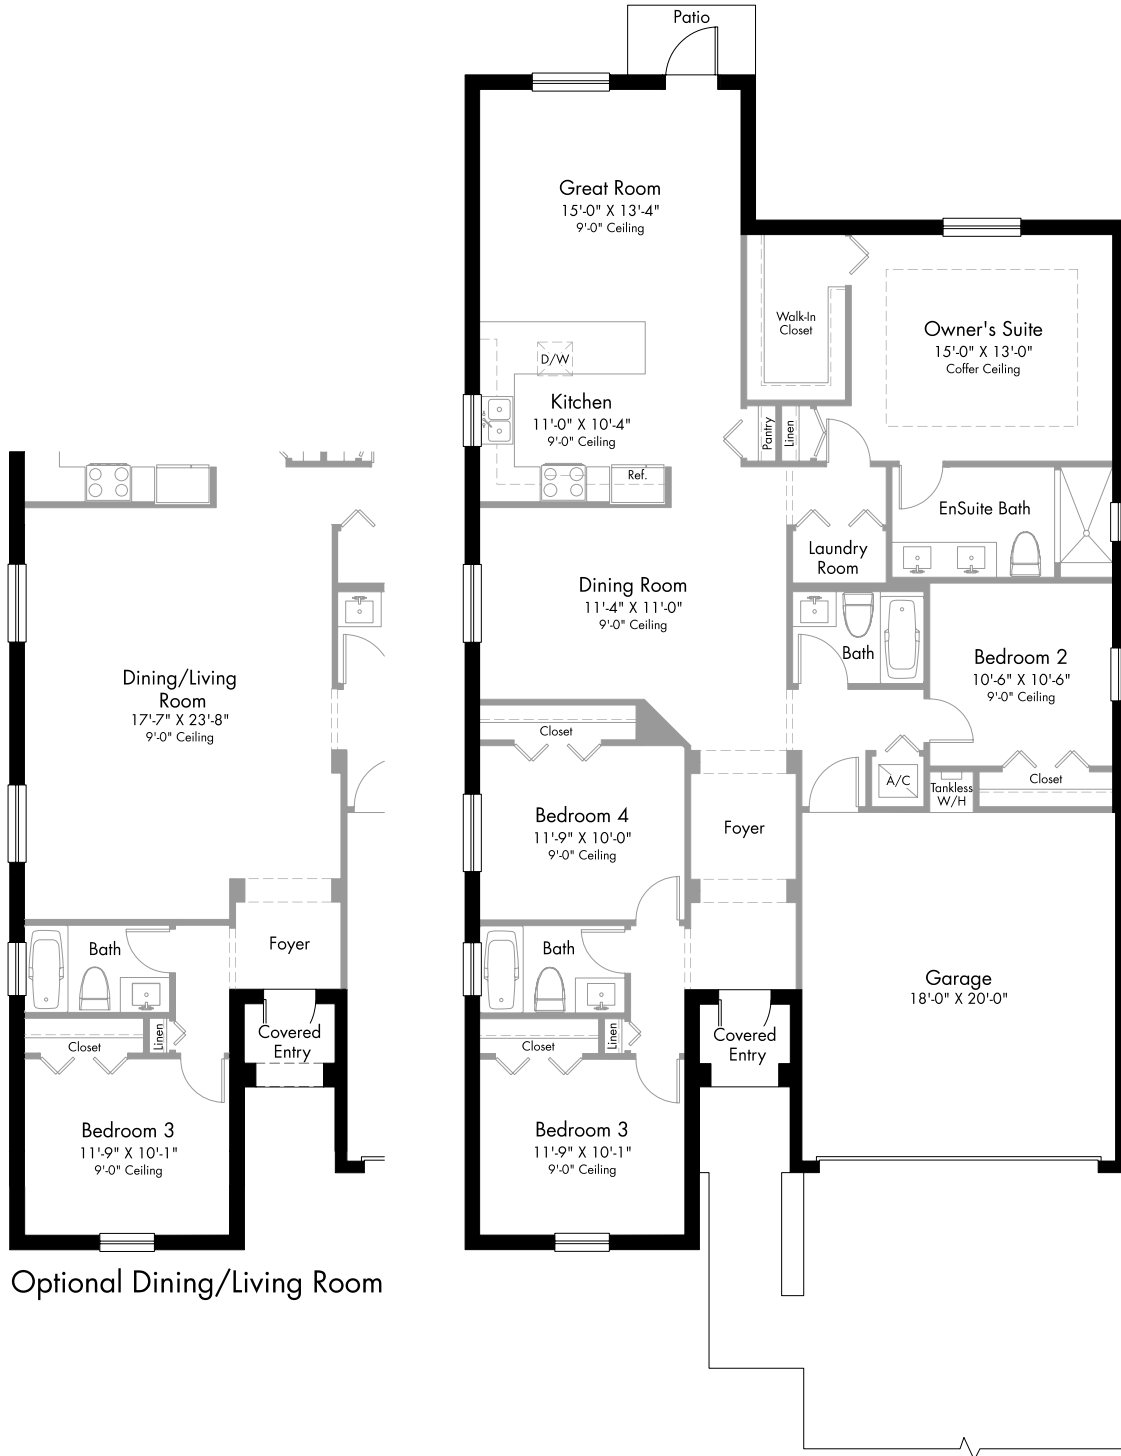 Patio
Great Room
15'-0" X 13'-4"
9'-0" Ceiling
Walk-In
Closet
Owner's Suite
15'-0" X 13'-0"
Coffer Ceiling
D/W
Kitchen
11'-0" X 10'-4"
9'-0" Ceiling
Pantry
Linen
Ref.
EnSuite Bath
Laundry
Room
Dining Room
11'-4" X 11'-0"
9'-0" Ceiling
Bath
Bedroom 2
10'-6" X 10'-6"
9'-0" Ceiling
Closet
A/C
Tankless
W/H
Closet
Bedroom 4
11'-9" X 10'-0"
9'-0" Ceiling
Foyer
Bath
Garage
18'-0" X 20'-0"
Covered
Entry
Linen
Closet
Bedroom 3
11'-9" X 10'-1"
9'-0" Ceiling
Dining/Living
Room
17'-7" X 23'-8"
9'-0" Ceiling
Bath
Foyer
Covered
Entry
Linen
Closet
Bedroom 3
11'-9" X 10'-1"
9'-0" Ceiling
Optional Dining/Living Room